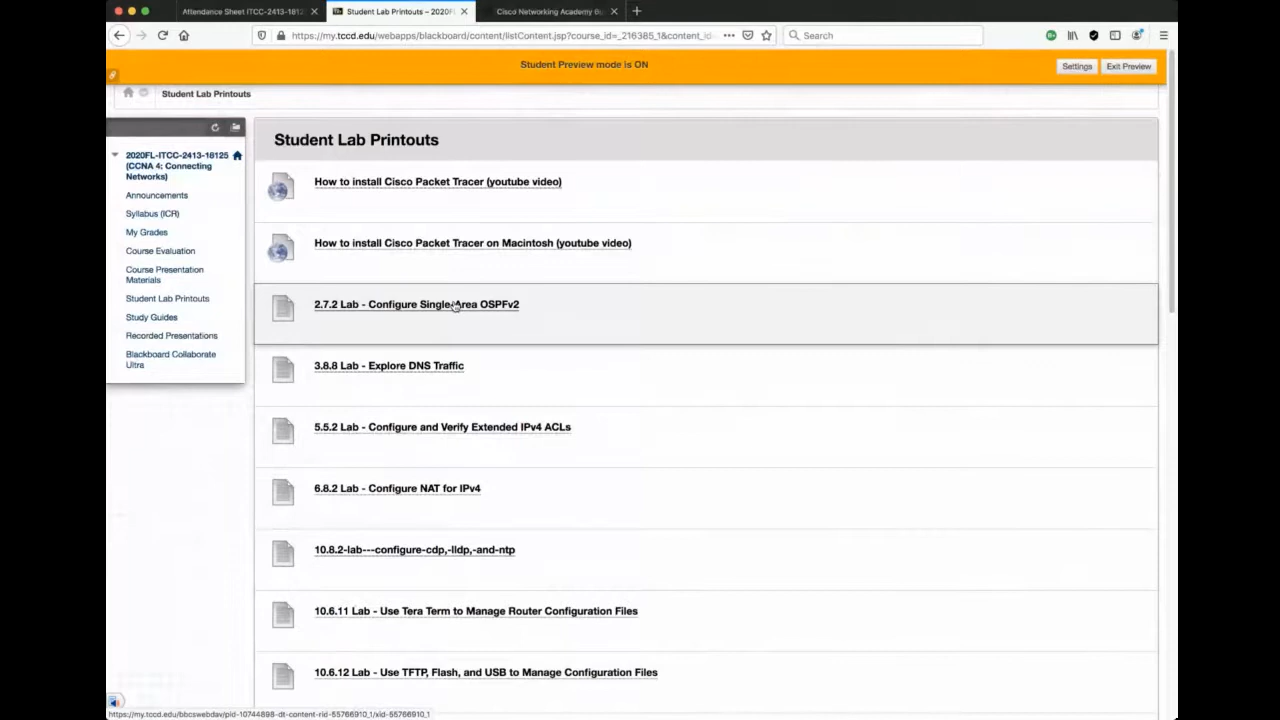 Attendance Sheet ITCC-2413-1812
Student Lab Printouts – 2020F
Cisco Networking Academy B
https://my.tccd.edu/webapps/blackboard/content/listContent.jsp?course_id=_216385_1&content_id=
Search
Student Preview mode is ON
Settings
Exit Preview
Student Lab Printouts
2020FL-ITCC-2413-18125
(CCNA 4: Connecting
Networks)
Announcements
Syllabus (ICR)
My Grades
Course Evaluation
Course Presentation
Materials
Student Lab Printouts
Study Guides
Recorded Presentations
Blackboard Collaborate
Ultra
Student Lab Printouts
How to install Cisco Packet Tracer (youtube video)
How to install Cisco Packet Tracer on Macintosh (youtube video)
2.7.2 Lab - Configure Single-Area OSPFv2
3.8.8 Lab - Explore DNS Traffic
5.5.2 Lab - Configure and Verify Extended IPv4 ACLs
6.8.2 Lab - Configure NAT for IPv4
10.8.2-lab---configure-cdp,-lldp,-and-ntp
10.6.11 Lab - Use Tera Term to Manage Router Configuration Files
10.6.12 Lab - Use TFTP, Flash, and USB to Manage Configuration Files
https://my.tccd.edu/bbcswebdav/pid-10744898-dt-content-rid-55766910_1/xid-55766910_1